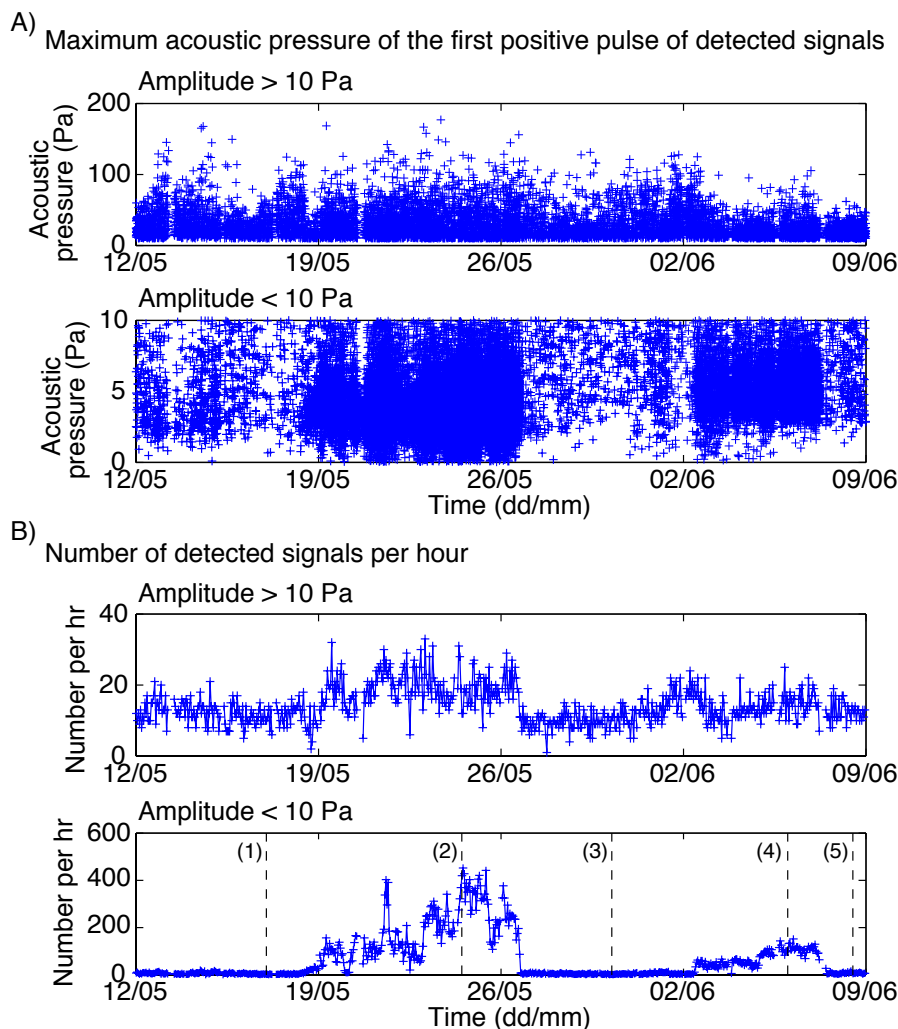 A)
Maximum acoustic pressure of the first positive pulse of detected signals
Amplitude > 10 Pa
Acoustic
pressure (Pa)
200
100
0
12/05 19/05 26/05 02/06 09/06
Amplitude < 10 Pa
Acoustic
pressure (Pa)
10
5
0
12/05 19/05 26/05 02/06 09/06
Time (dd/mm)
B)
Number of detected signals per hour
Amplitude > 10 Pa
Number per hr
40
20
0
12/05 19/05 26/05 02/06 09/06
Amplitude < 10 Pa
Number per hr
600
400
200
0
(1) (2) (3) (4) (5)
12/05 19/05 26/05 02/06 09/06
Time (dd/mm)